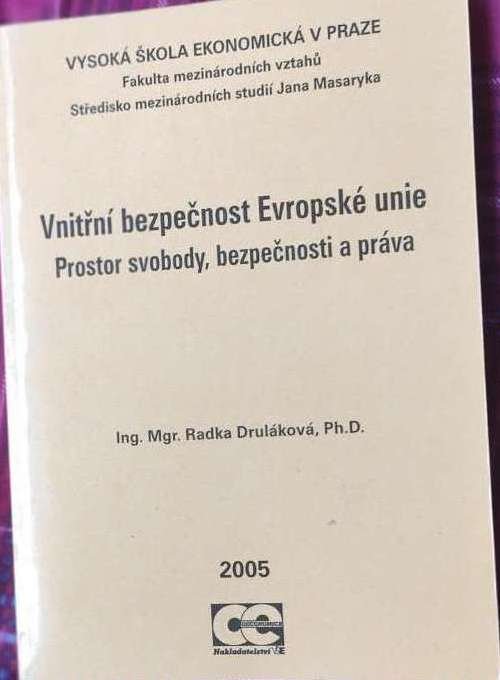 VYSOKÁ ŠKOLA EKONOMICKÁ V PRAZE
Fakulta mezinárodních vztahů
Středisko mezinárodních studií Jana Masaryka
Vnitřní bezpečnost Evropské unie
Prostor svobody, bezpečnosti a práva
Ing. Mgr. Radka Druláková, Ph.D.
2005
OECONOMICA
Nakladatelství VŠE